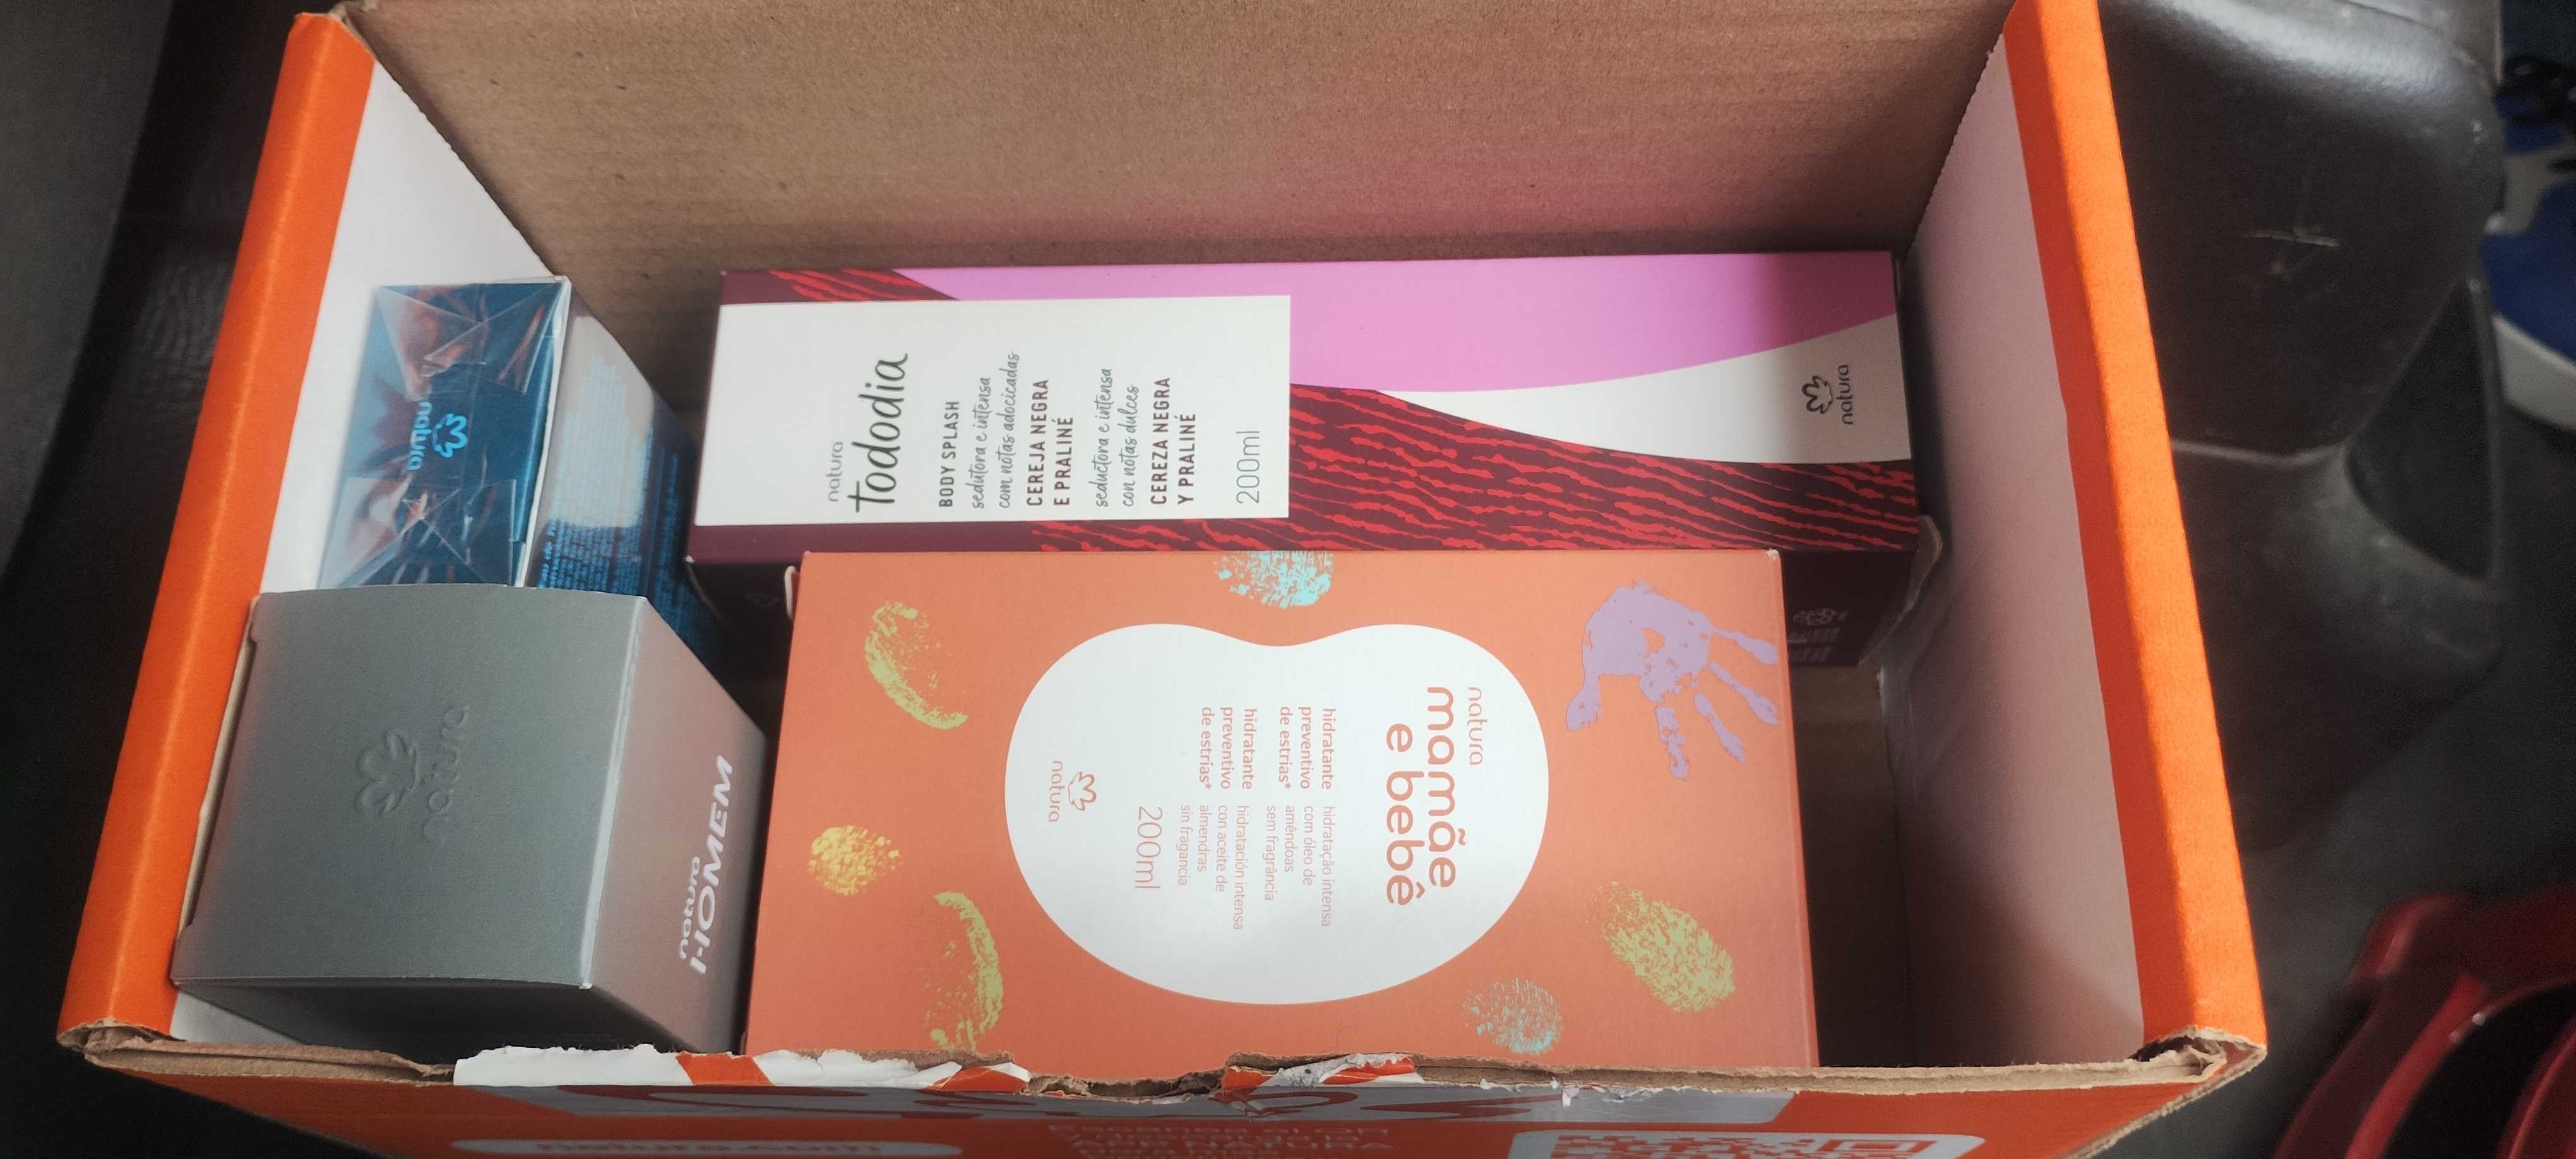 natura
natura
natura
HOMEM
natura
tododia
BODY SPLASH
sedutora e intensa
com notas adocicadas
CEREJA NEGRA
E PRALINÉ
seductora e intensa
con notas dulces
CEREZA NEGRA
Y PRALINÉ
200ml
natura
natura
mamãe
e bebê
hidratante
preventivo
de estrias*
hidratação intensa
com óleo de
amêndoas
sem fragrância
hidratante
preventivo
de estrías*
hidratación intensa
con aceite de
almendras
sin fragancia
200ml
natura